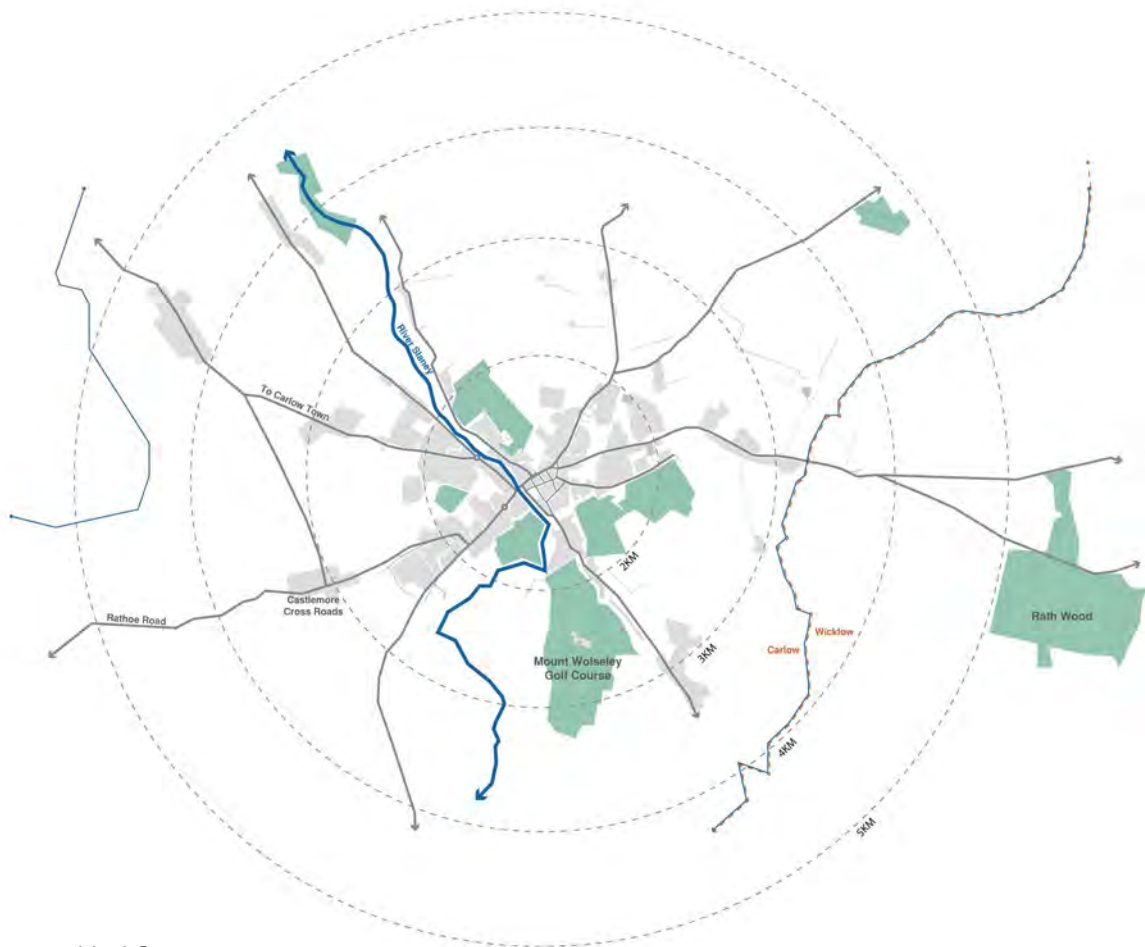 River Slaney
To Carlow Town
2KM
Castlemore
Cross Roads
Rathoe Road
Rath Wood
Wicklow
Carlow
3KM
Mount Wolseley
Golf Course
4KM
5KM